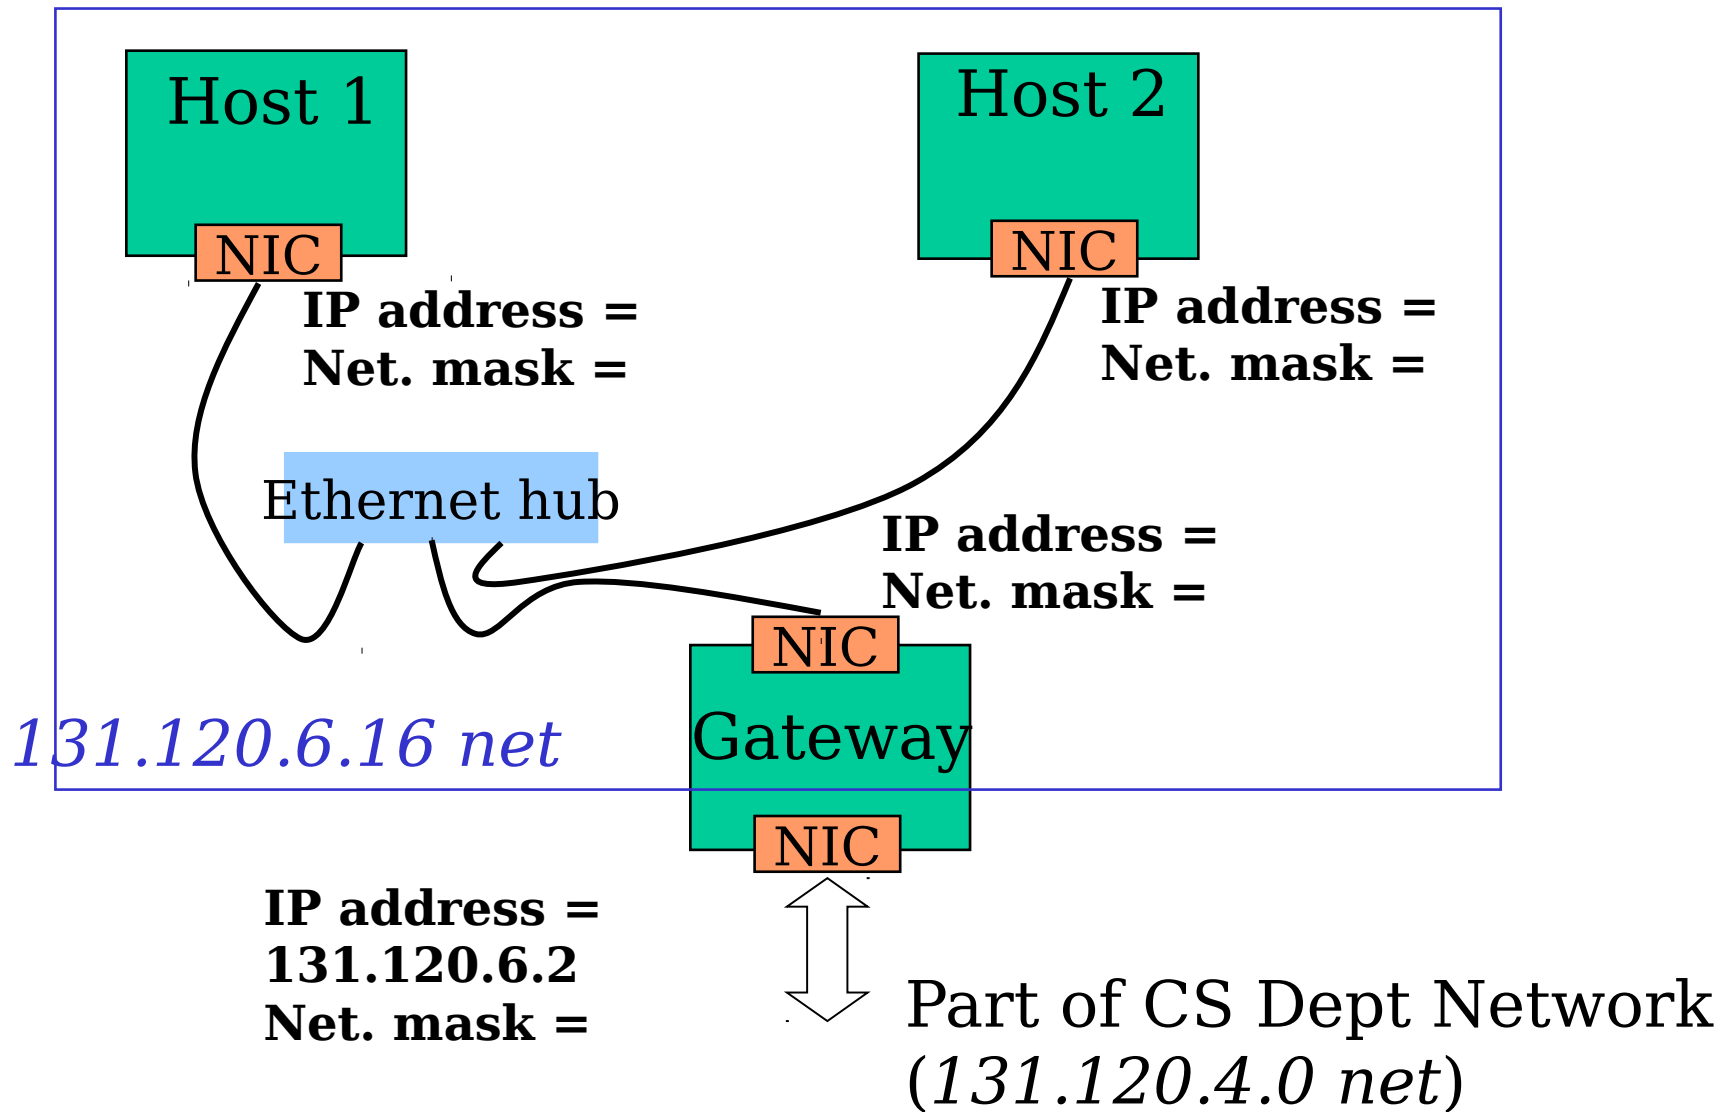 Host 1
Host 2
NIC
NIC
IP address =
Net. mask =
IP address =
Net. mask =
Ethernet hub
IP address =
Net. mask =
NIC
Gateway
131.120.6.16 net
NIC
IP address =
131.120.6.2
Net. mask =
Part of CS Dept Network
(131.120.4.0 net)